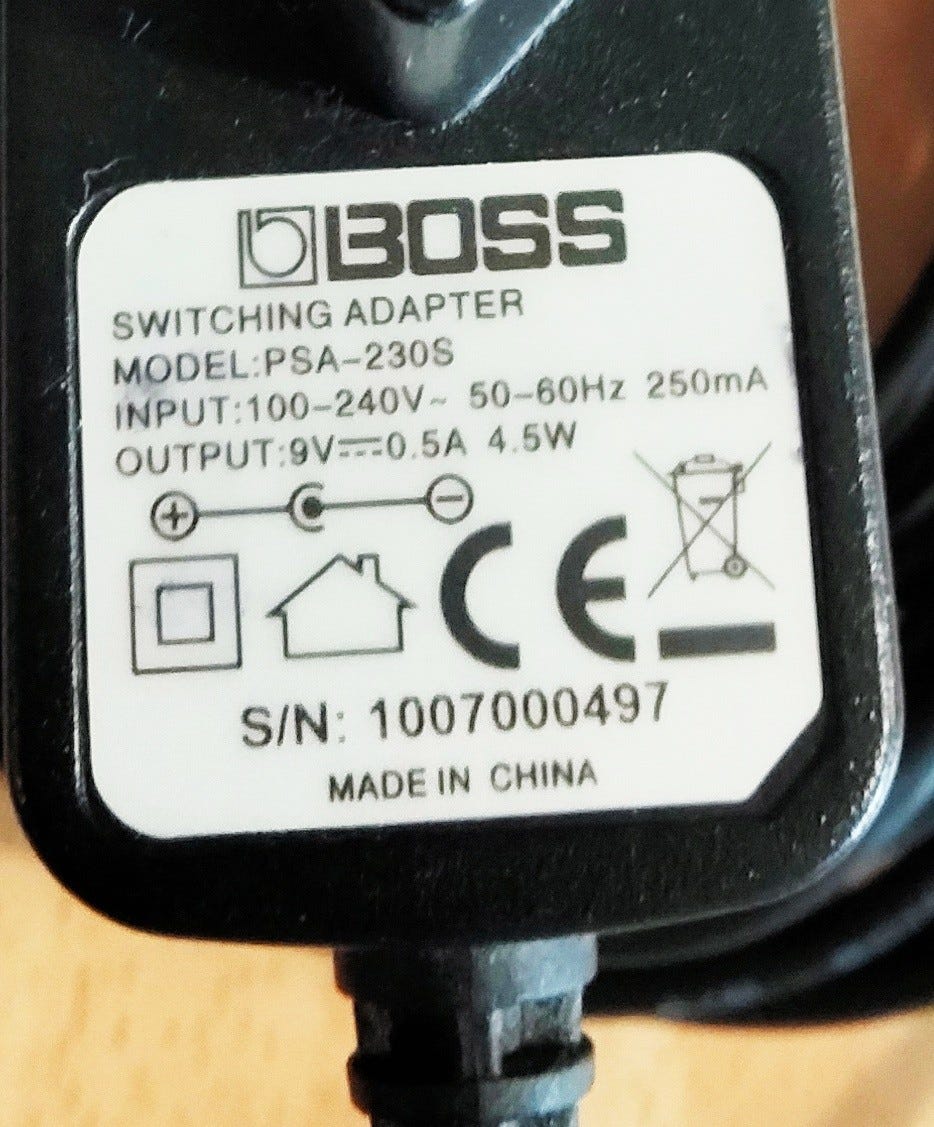 BOSS
SWITCHING ADAPTER
MODEL:PSA-230S
INPUT:100-240V~ 50-60Hz 250mA
OUTPUT:9V⎓0.5A 4.5W
+ −
CE
S/N: 1007000497
MADE IN CHINA